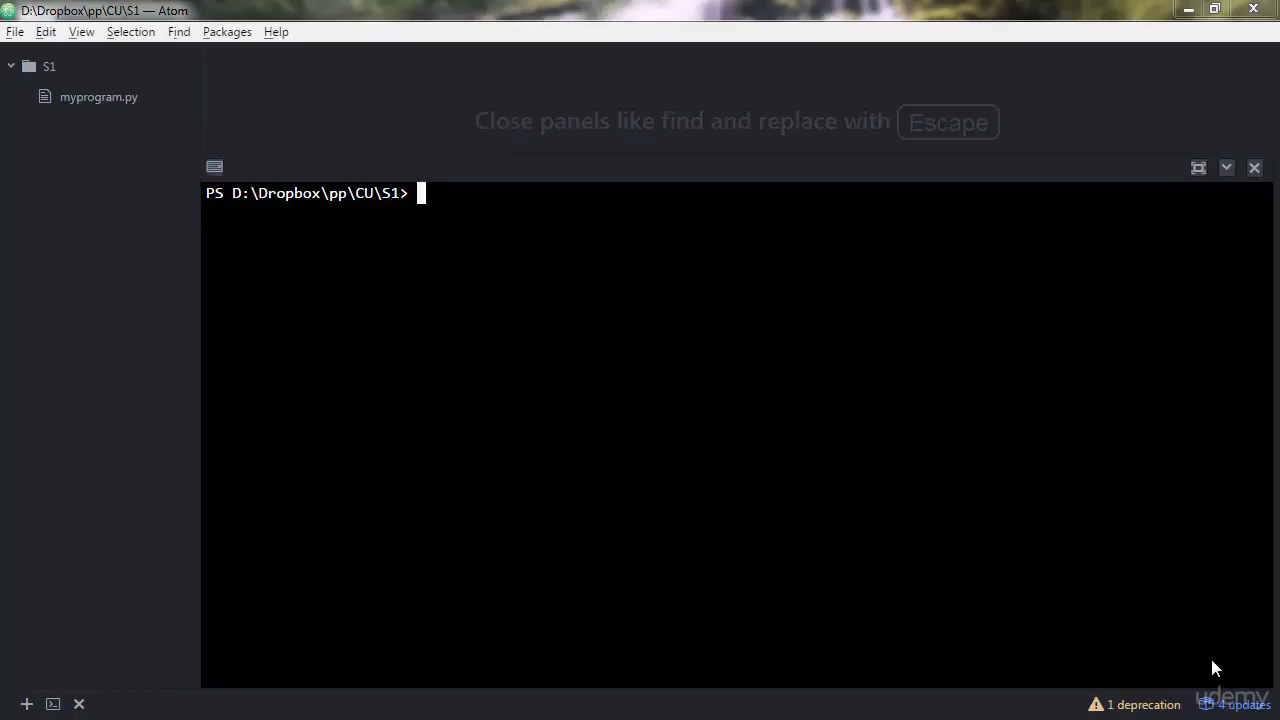 D:\Dropbox\pp\CU\S1 — Atom
File Edit View Selection Find Packages Help
S1
myprogram.py
Close panels like find and replace with Escape
PS D:\Dropbox\pp\CU\S1>
1 deprecation
4 updates
udemy